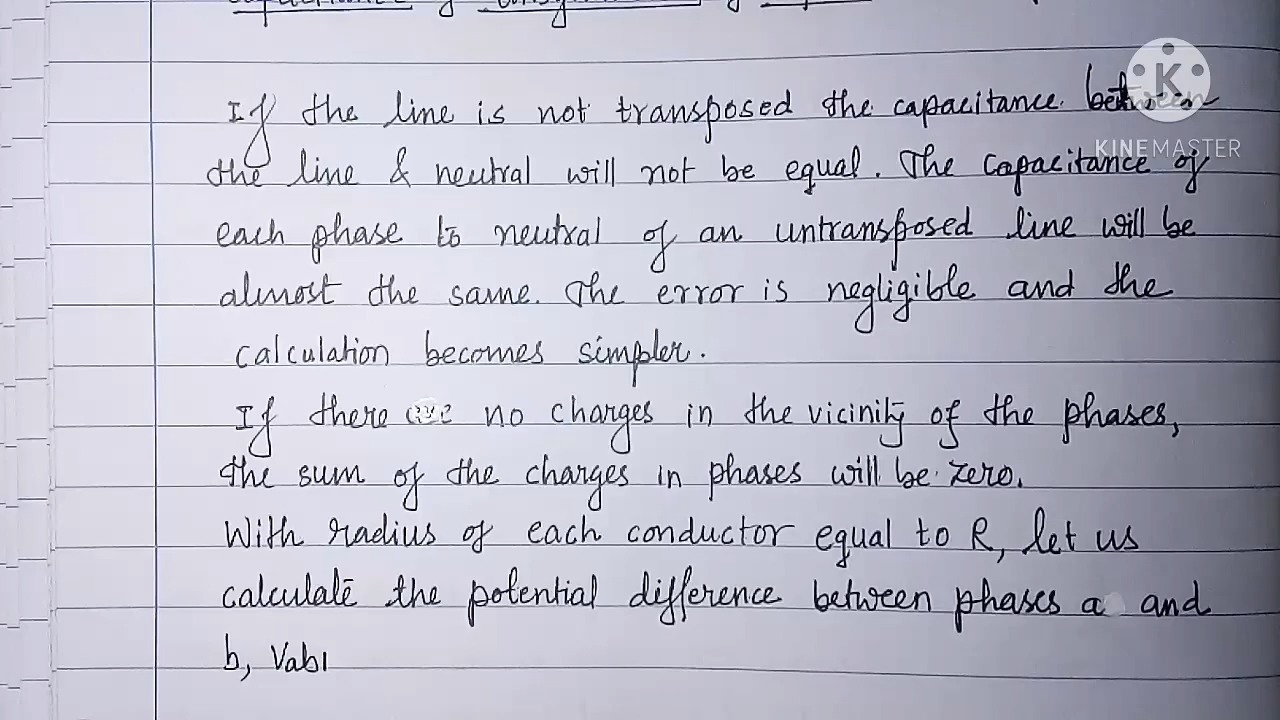 If the line is not transposed the capacitance between
the line & neutral will not be equal. The capacitance of
each phase to neutral of an untransposed line will be
almost the same. The error is negligible and the
calculation becomes simpler.
If there are no charges in the vicinity of the phases,
the sum of the charges in phases will be zero.
With radius of each conductor equal to R, let us
calculate the potential difference between phases a and
b, Vab1
K
KINEMASTER